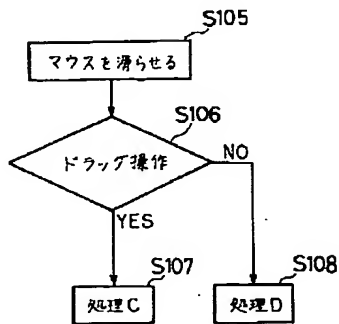 S105
マウスを滑らせる
S106
ドラッグ操作
NO
YES
S107
S108
処理C
処理D